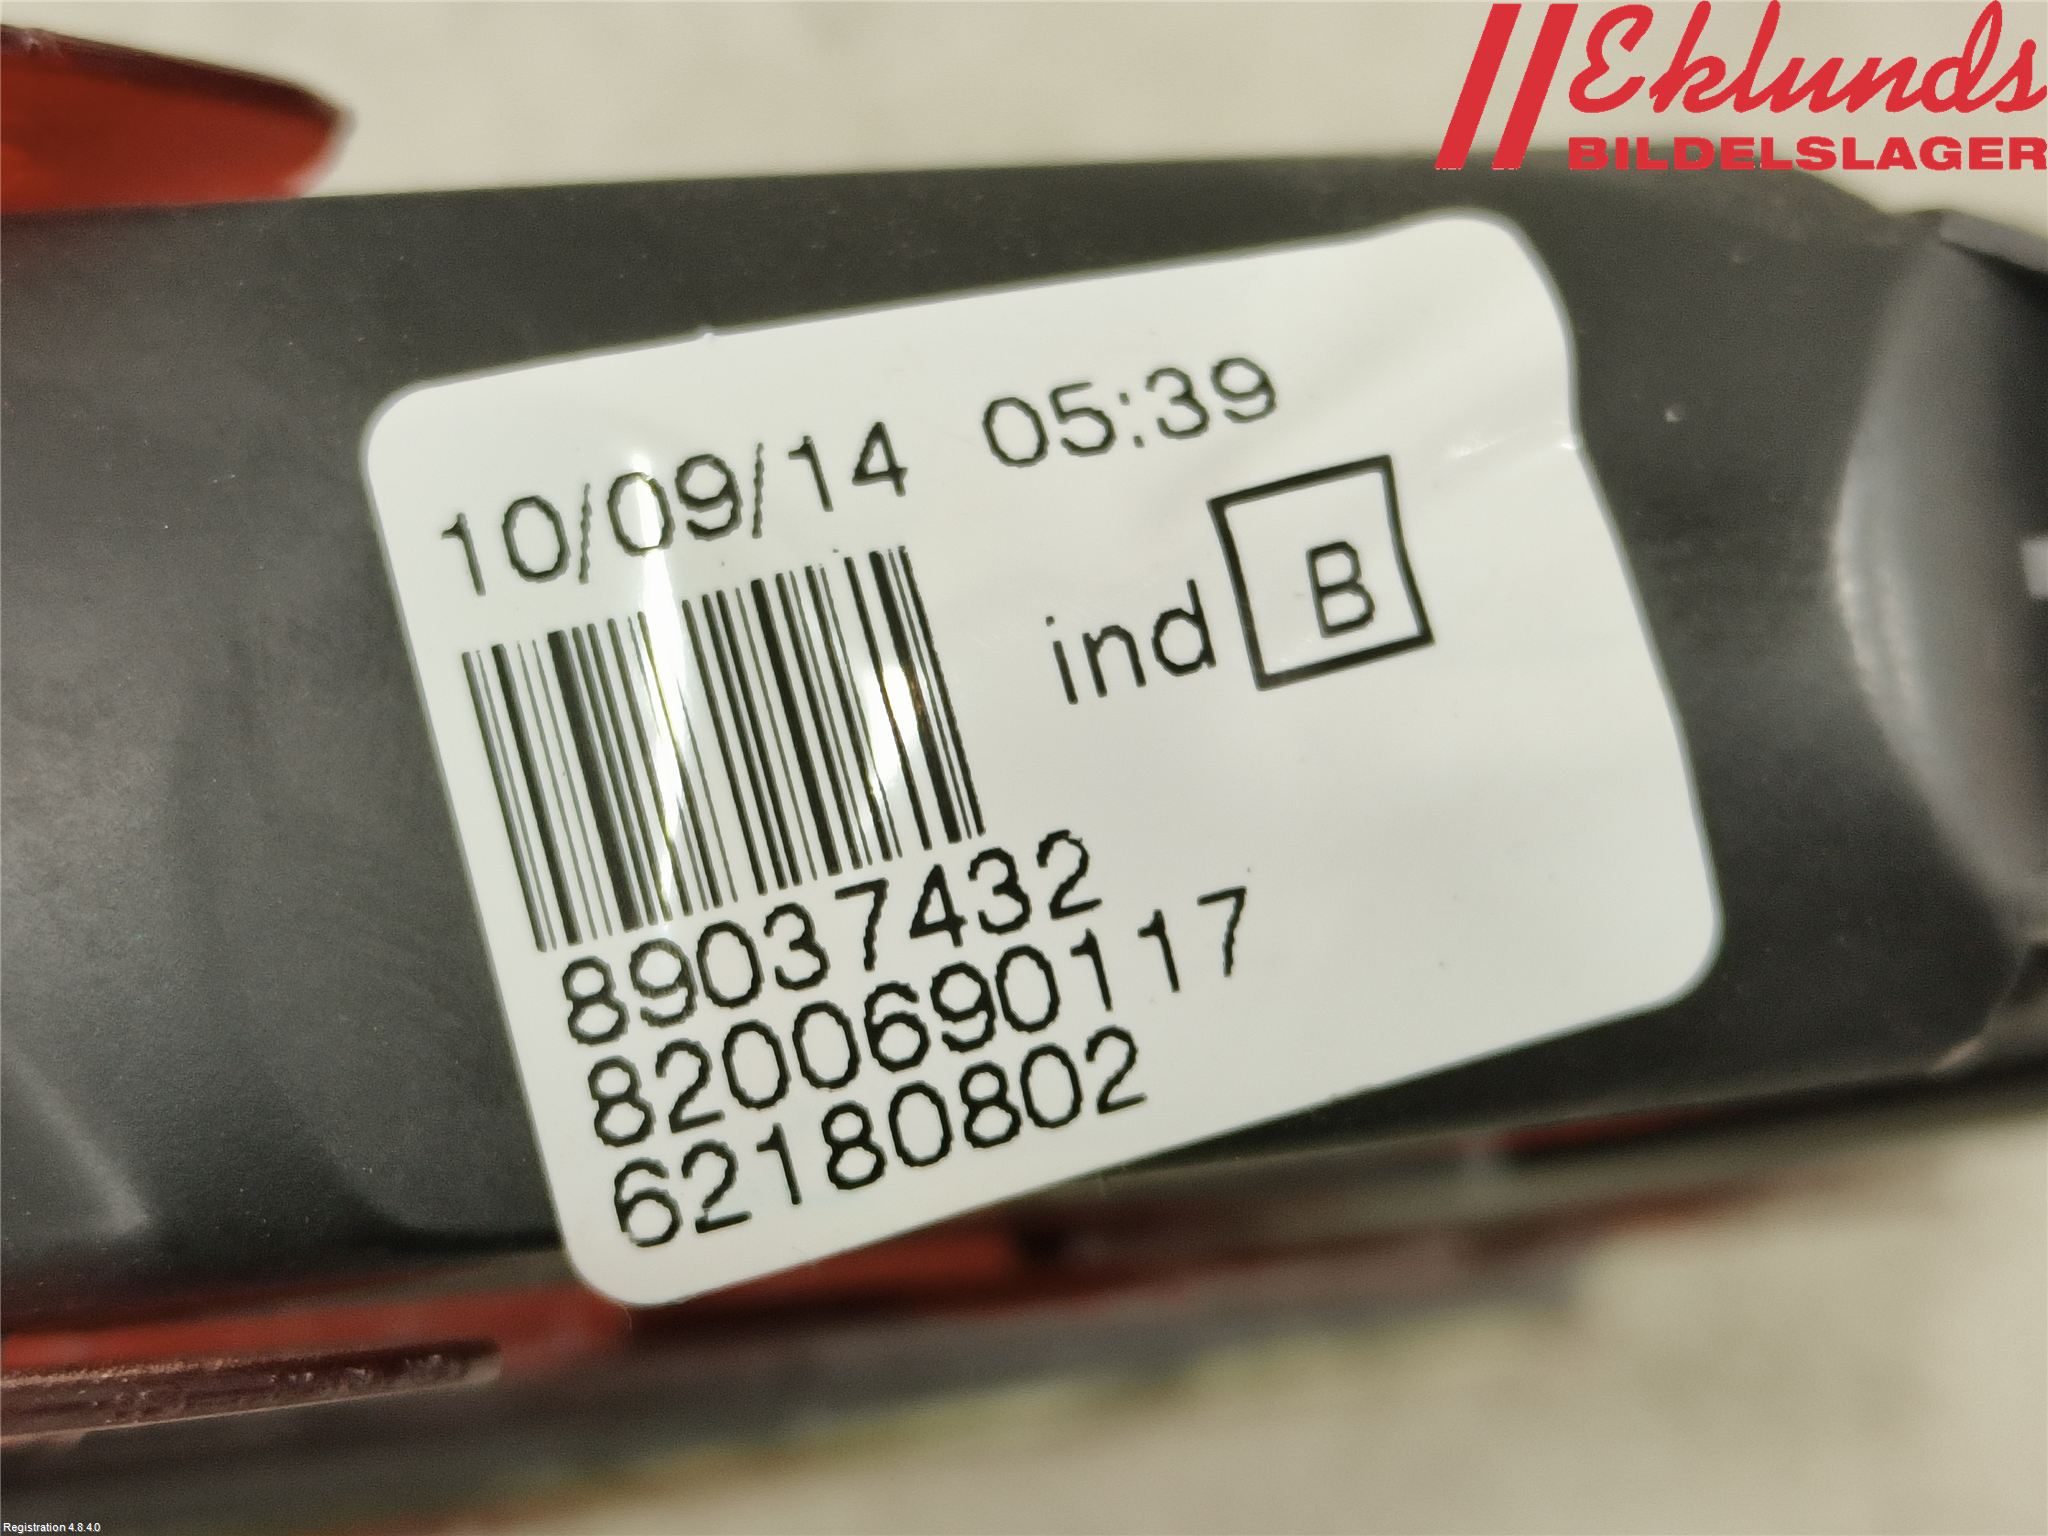 Eklunds
BILDELSLAGER
10/09/14 05:39
ind B
89037432
8200690117
62180802
Registration 4.8.4.0